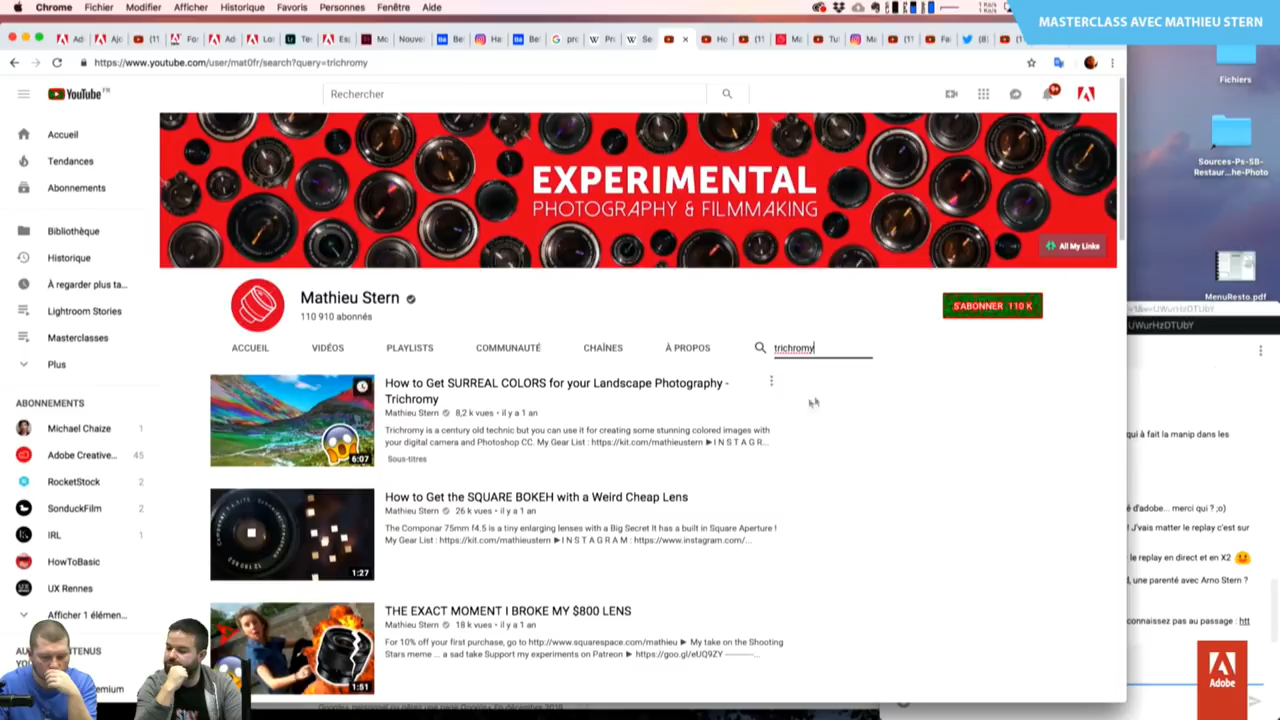 Chrome Fichier Modifier Afficher Historique Favoris Personnes Fenêtre Aide
MASTERCLASS AVEC MATHIEU STERN
https://www.youtube.com/user/mat0fr/search?query=trichromy
YouTube FR
Rechercher
9+
Fichiers
Sources-Ps-SB-
Restaur...he-Photo
MenuResto.pdf
Accueil
Tendances
Abonnements
Bibliothèque
Historique
À regarder plus ta...
Lightroom Stories
Masterclasses
Plus
ABONNEMENTS
Michael Chaize 1
Adobe Creative... 45
RocketStock 2
SonduckFilm 2
IRL 1
HowToBasic
UX Rennes
Afficher 1 élémen...
EXPERIMENTAL
PHOTOGRAPHY & FILMMAKING
All My Links
Mathieu Stern
110 910 abonnés
S'ABONNER 110 K
ACCUEIL VIDÉOS PLAYLISTS COMMUNAUTÉ CHAÎNES À PROPOS trichromy
How to Get SURREAL COLORS for your Landscape Photography -
Trichromy
Mathieu Stern 8,2 k vues • il y a 1 an
Trichromy is a century old technic but you can use it for creating some stunning colored images with
your digital camera and Photoshop CC. My Gear List : https://kit.com/mathieustern ►I N S T A G R...
Sous-titres
6:07
How to Get the SQUARE BOKEH with a Weird Cheap Lens
Mathieu Stern 26 k vues • il y a 1 an
The Componar 75mm f4.5 is a tiny enlarging lenses with a Big Secret It has a built in Square Aperture !
My Gear List : https://kit.com/mathieustern ►I N S T A G R A M : https://www.instagram.com/...
1:27
THE EXACT MOMENT I BROKE MY $800 LENS
Mathieu Stern 18 k vues • il y a 1 an
For 10% off your first purchase, go to http://www.squarespace.com/mathieu ► My take on the Shooting
Stars meme ... a sad take Support my experiments on Patreon ► https://goo.gl/eUQ9ZY ----------...
1:51
UWurHzDTUbY
qui à fait la manip dans les
é d'adobe... merci qui ? ;o)
! J'vais matter le replay c'est sur
le replay en direct et en X2
d, une parenté avec Arno Stern ?
connaissez pas au passage : htt
Adobe